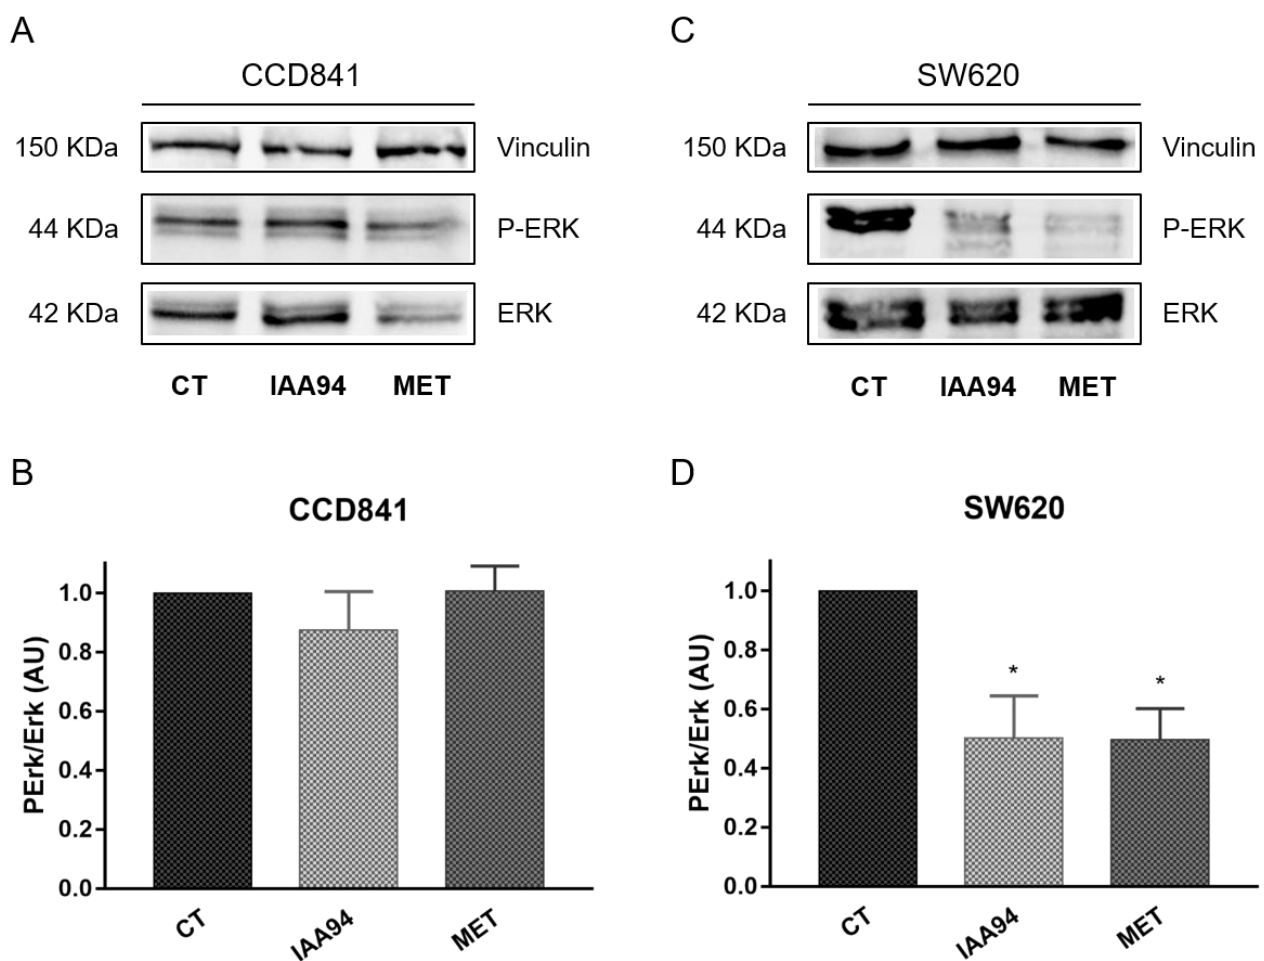 A
CCD841
150 KDa
Vinculin
44 KDa
P-ERK
42 KDa
ERK
CT IAA94 MET
C
SW620
150 KDa
Vinculin
44 KDa
P-ERK
42 KDa
ERK
CT IAA94 MET
B
CCD841
PErk/Erk (AU)
1.0
0.8
0.6
0.4
0.2
0.0
CT
IAA94
MET
D
SW620
PErk/Erk (AU)
1.0
0.8
0.6
0.4
0.2
0.0
*
*
CT
IAA94
MET